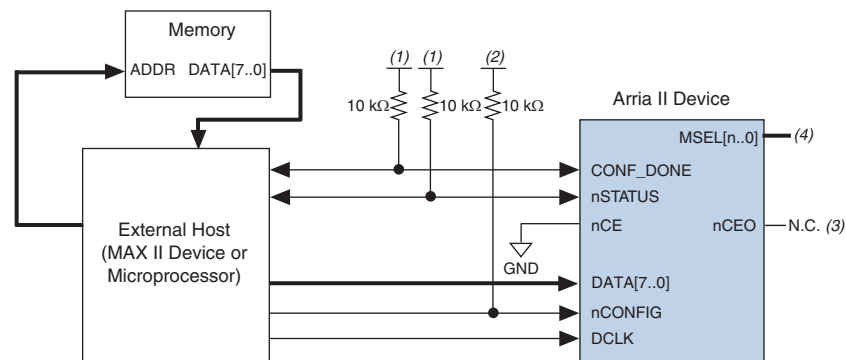 Memory
ADDR DATA[7..0]
(1) (1) (2)
10 kΩ 10 kΩ 10 kΩ
Arria II Device
MSEL[n..0] (4)
CONF_DONE
nSTATUS
nCE nCEO N.C. (3)
GND
External Host
(MAX II Device or
Microprocessor)
DATA[7..0]
nCONFIG
DCLK